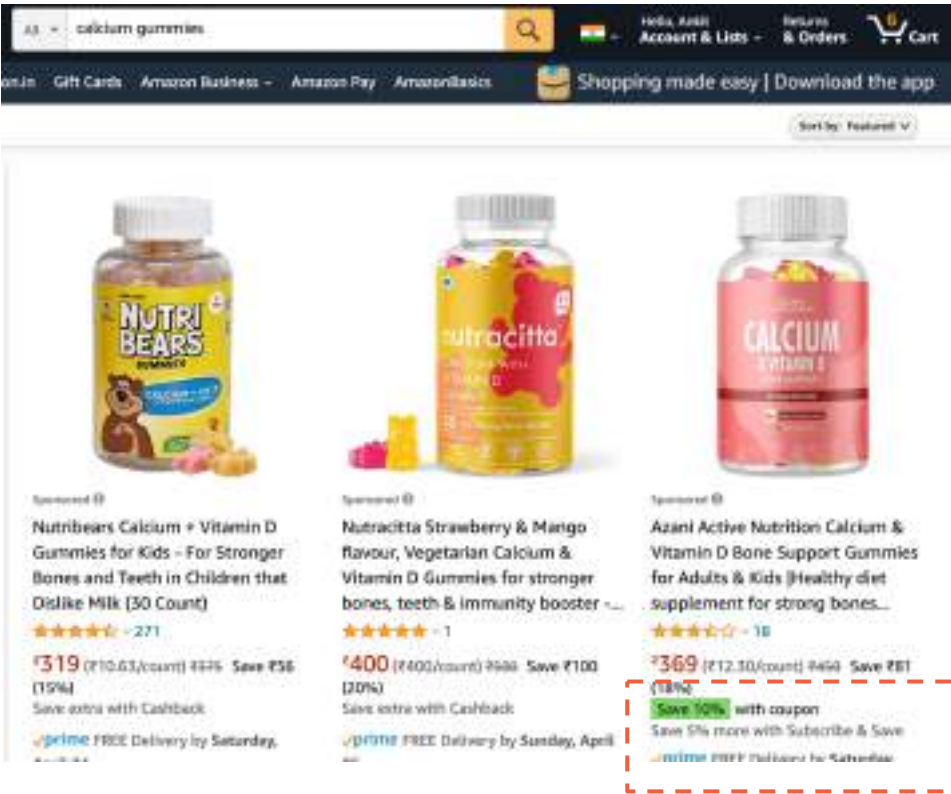 All calcium gummies
Hello, Ankit
Account & Lists
Returns
& Orders
6
Cart
on.in Gift Cards Amazon Business Amazon Pay AmazonBasics
Shopping made easy | Download the app
Sort by: Featured
NUTRI
BEARS
GUMMIES
nutracitta
CALCIUM
& VITAMIN D
Sponsored
Nutribears Calcium + Vitamin D
Gummies for Kids - For Stronger
Bones and Teeth in Children that
Dislike Milk (30 Count)
271
₹319 (₹10.63/count) ₹375 Save ₹56
(15%)
Save extra with Cashback
prime FREE Delivery by Saturday,
Sponsored
Nutracitta Strawberry & Mango
flavour, Vegetarian Calcium &
Vitamin D Gummies for stronger
bones, teeth & immunity booster -...
1
₹400 (₹400/count) ₹500 Save ₹100
(20%)
Save extra with Cashback
prime FREE Delivery by Sunday, April
Sponsored
Azani Active Nutrition Calcium &
Vitamin D Bone Support Gummies
for Adults & Kids |Healthy diet
supplement for strong bones...
18
₹369 (₹12.30/count) ₹450 Save ₹81
(18%)
Save 10% with coupon
Save 5% more with Subscribe & Save
prime FREE Delivery by Saturday